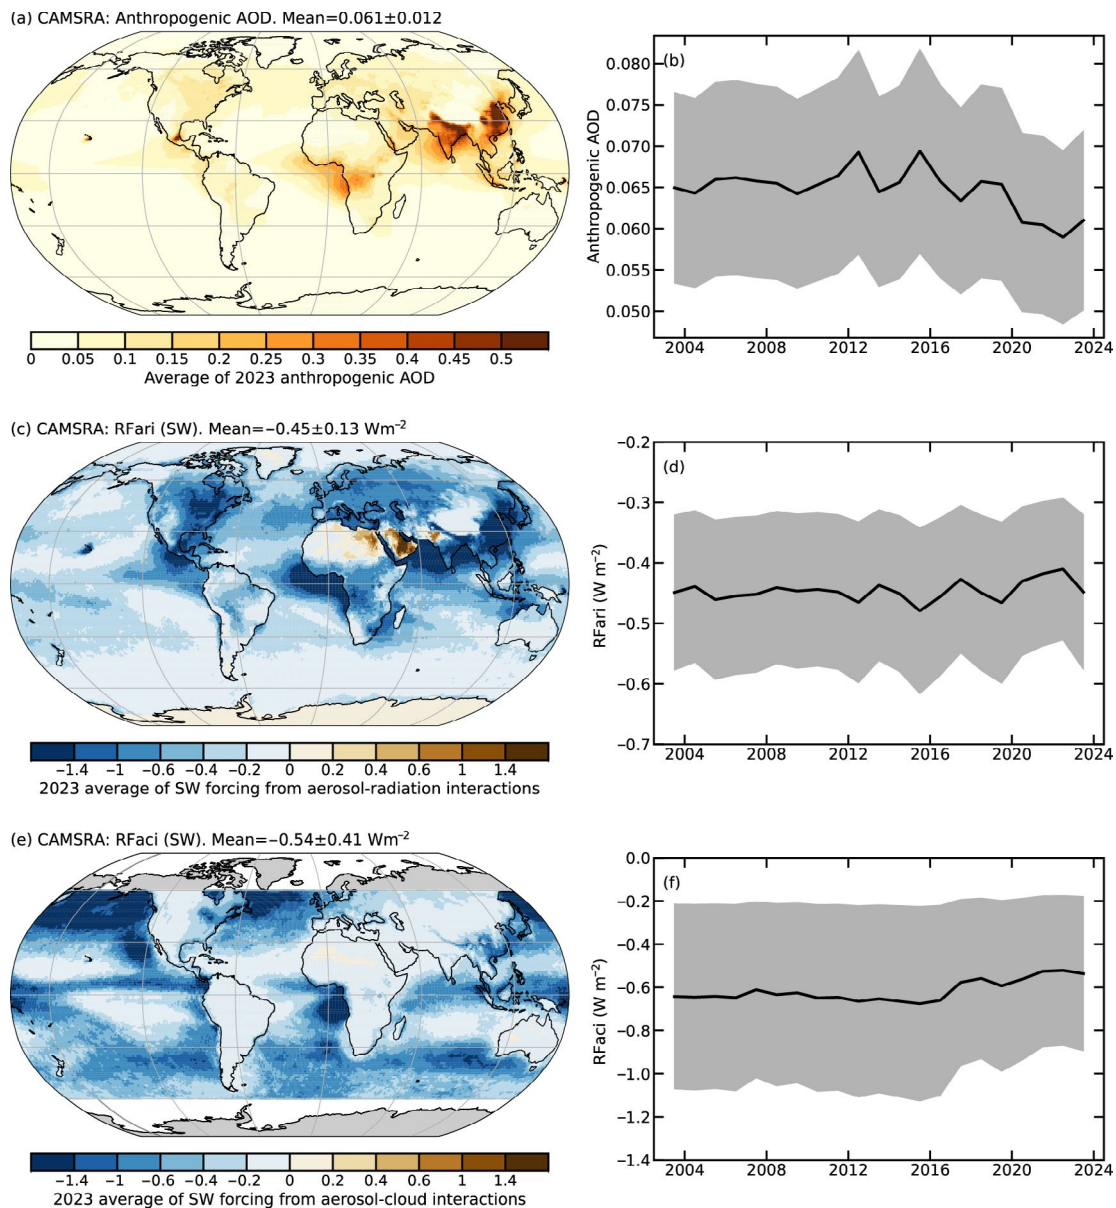 (a) CAMSRA: Anthropogenic AOD. Mean=0.061±0.012
0 0.05 0.1 0.15 0.2 0.25 0.3 0.35 0.4 0.45 0.5
Average of 2023 anthropogenic AOD
(b)
Anthropogenic AOD
0.080
0.075
0.070
0.065
0.060
0.055
0.050
2004 2008 2012 2016 2020 2024
(c) CAMSRA: RFari (SW). Mean=−0.45±0.13 Wm⁻²
−1.4 −1 −0.6 −0.4 −0.2 0 0.2 0.4 0.6 1 1.4
2023 average of SW forcing from aerosol-radiation interactions
(d)
RFari (W m⁻²)
−0.2
−0.3
−0.4
−0.5
−0.6
−0.7
2004 2008 2012 2016 2020 2024
(e) CAMSRA: RFaci (SW). Mean=−0.54±0.41 Wm⁻²
−1.4 −1 −0.6 −0.4 −0.2 0 0.2 0.4 0.6 1 1.4
2023 average of SW forcing from aerosol-cloud interactions
(f)
RFaci (W m⁻²)
0.0
−0.2
−0.4
−0.6
−0.8
−1.0
−1.2
−1.4
2004 2008 2012 2016 2020 2024